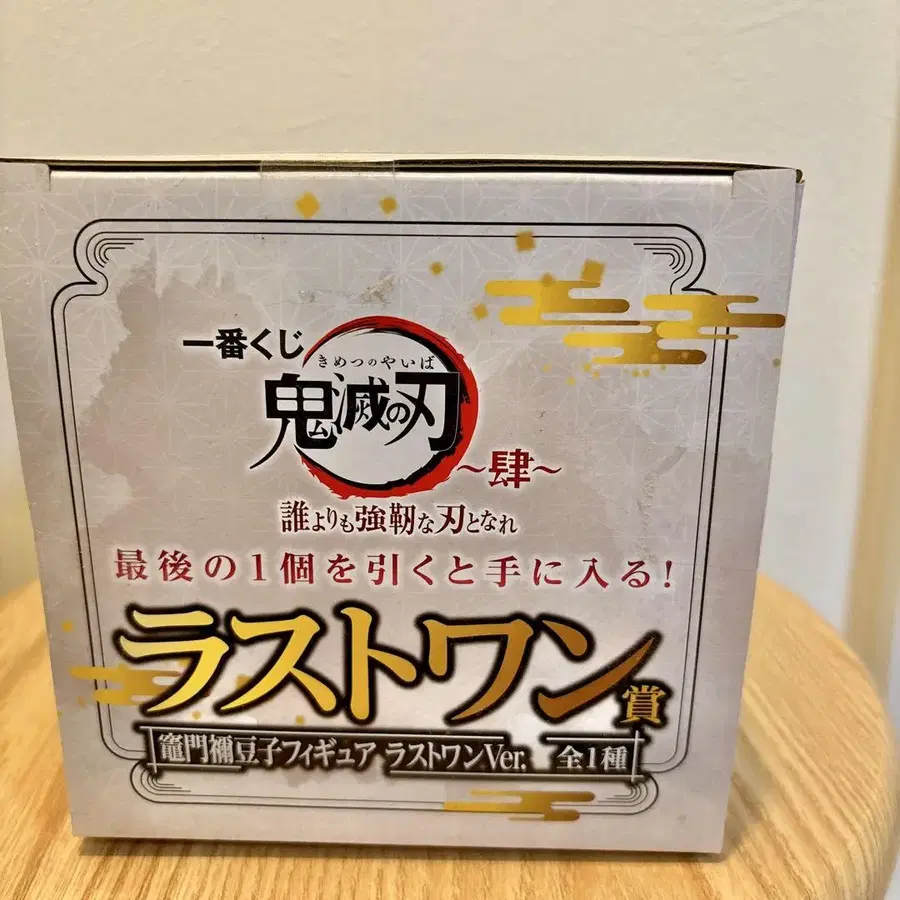 一番くじ
きめつのやいば
鬼滅の刃
～肆～
誰よりも強靭な刃となれ
最後の1個を引くと手に入る!
ラストワン賞
竈門禰豆子フィギュア ラストワンVer. 全1種